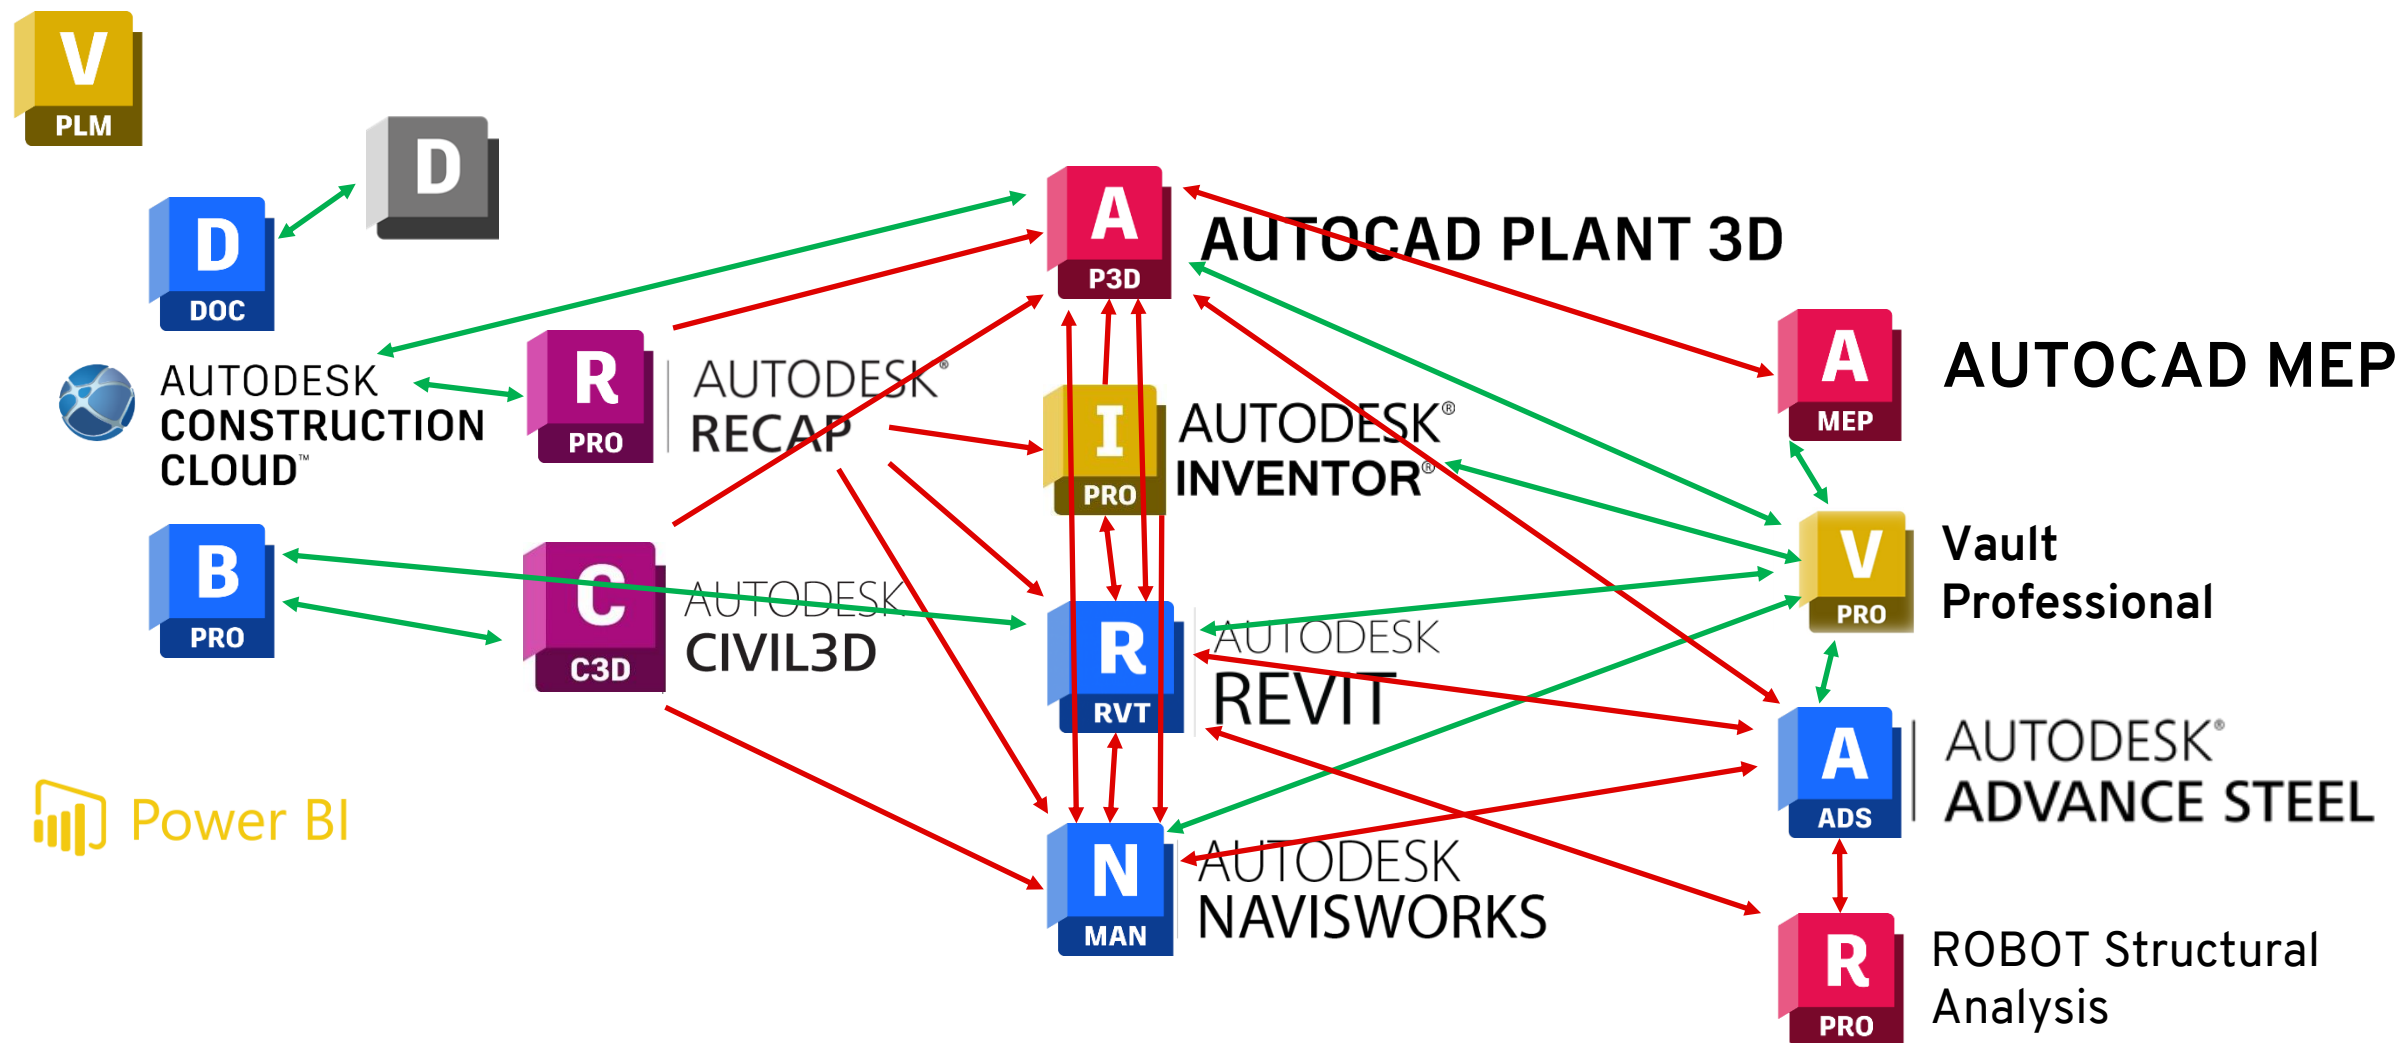 V
PLM
D
D
DOC
AUTODESK
CONSTRUCTION
CLOUD™
B
PRO
Power BI
R
PRO
AUTODESK®
RECAP
C
C3D
AUTODESK
CIVIL3D
A
P3D
AUTOCAD PLANT 3D
I
PRO
AUTODESK®
INVENTOR®
R
RVT
AUTODESK
REVIT
N
MAN
AUTODESK
NAVISWORKS
A
MEP
AUTOCAD MEP
V
PRO
Vault
Professional
A
ADS
AUTODESK®
ADVANCE STEEL
R
PRO
ROBOT Structural
Analysis